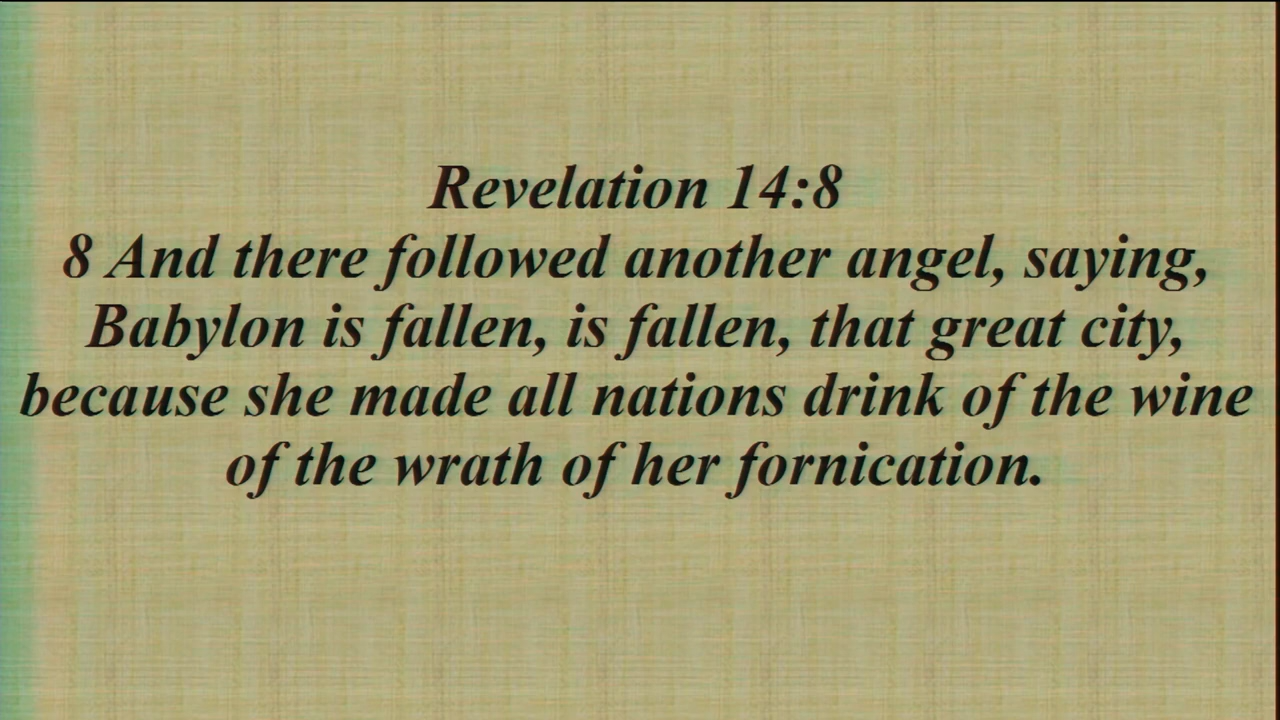 Revelation 14:8
8 And there followed another angel, saying,
Babylon is fallen, is fallen, that great city,
because she made all nations drink of the wine
of the wrath of her fornication.